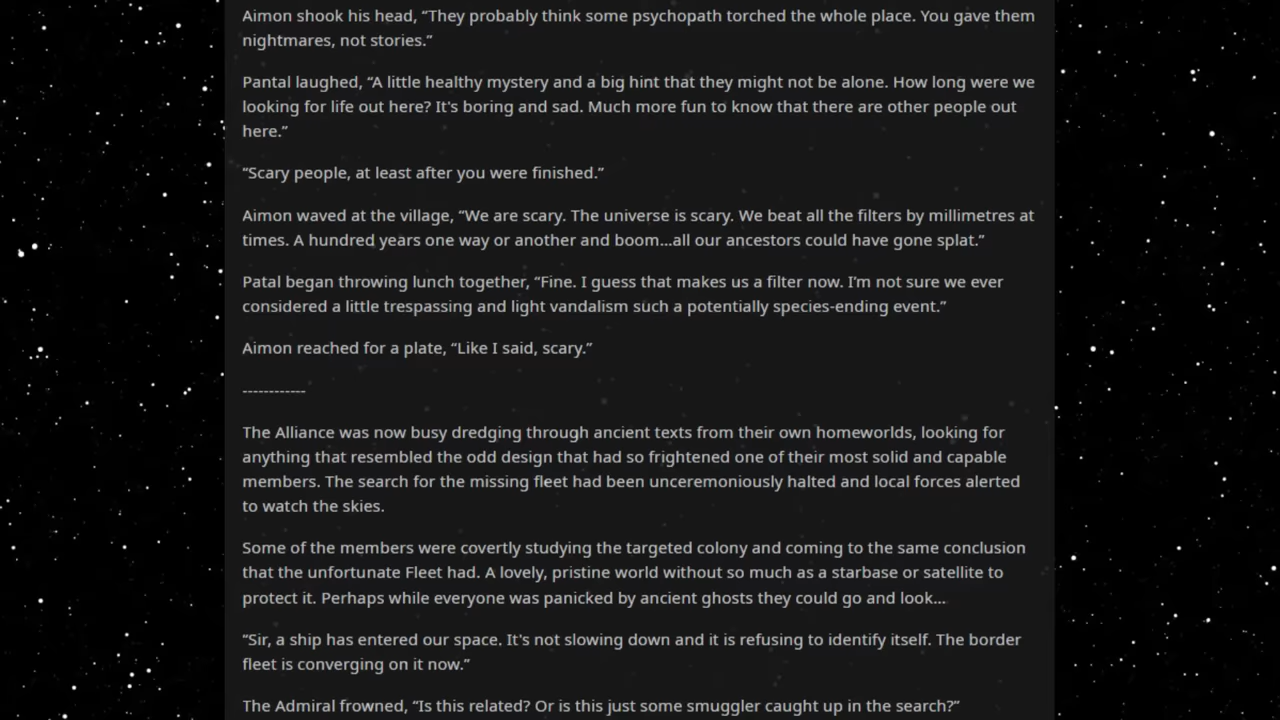 Aimon shook his head, “They probably think some psychopath torched the whole place. You gave them
nightmares, not stories.”
Pantal laughed, “A little healthy mystery and a big hint that they might not be alone. How long were we
looking for life out here? It's boring and sad. Much more fun to know that there are other people out
here.”
“Scary people, at least after you were finished.”
Aimon waved at the village, “We are scary. The universe is scary. We beat all the filters by millimetres at
times. A hundred years one way or another and boom...all our ancestors could have gone splat.”
Patal began throwing lunch together, “Fine. I guess that makes us a filter now. I’m not sure we ever
considered a little trespassing and light vandalism such a potentially species-ending event.”
Aimon reached for a plate, “Like I said, scary.”
------------
The Alliance was now busy dredging through ancient texts from their own homeworlds, looking for
anything that resembled the odd design that had so frightened one of their most solid and capable
members. The search for the missing fleet had been unceremoniously halted and local forces alerted
to watch the skies.
Some of the members were covertly studying the targeted colony and coming to the same conclusion
that the unfortunate Fleet had. A lovely, pristine world without so much as a starbase or satellite to
protect it. Perhaps while everyone was panicked by ancient ghosts they could go and look...
“Sir, a ship has entered our space. It's not slowing down and it is refusing to identify itself. The border
fleet is converging on it now.”
The Admiral frowned, “Is this related? Or is this just some smuggler caught up in the search?”